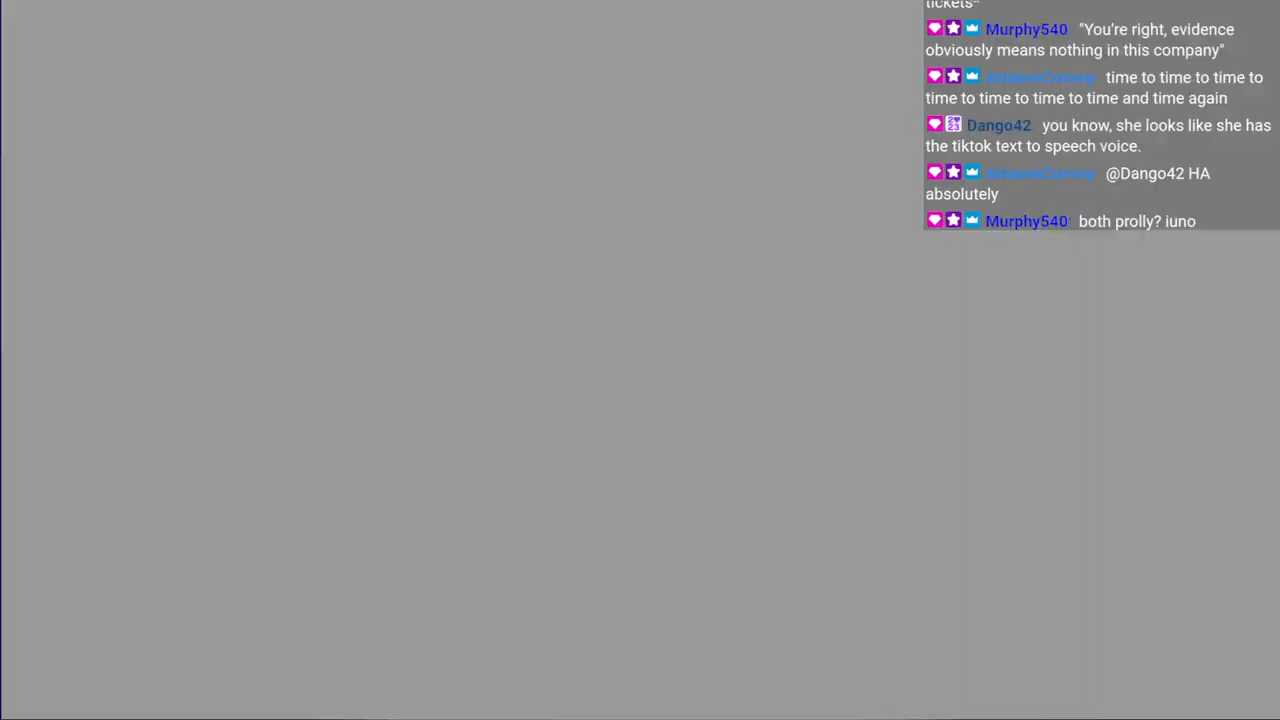 tickets*
Murphy540 "You're right, evidence
obviously means nothing in this company"
time to time to time to
time to time to time to time and time again
Dango42 you know, she looks like she has
the tiktok text to speech voice.
@Dango42 HA
absolutely
Murphy540 both prolly? iuno